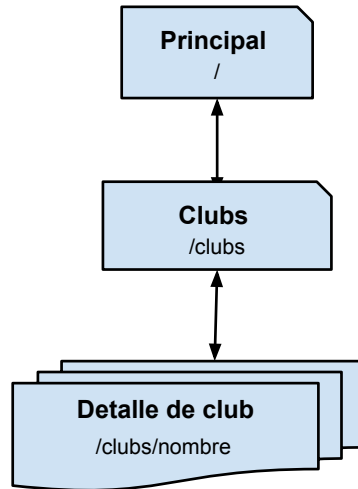 Principal
/
Clubs
/clubs
Detalle de club
/clubs/nombre